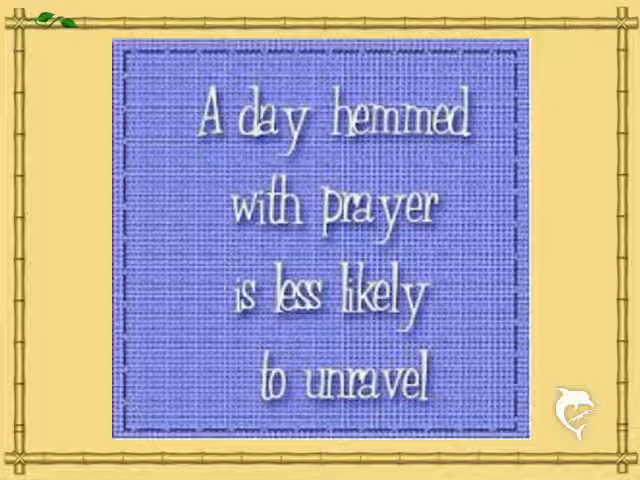 A day hemmed
with prayer
is less likely
to unravel